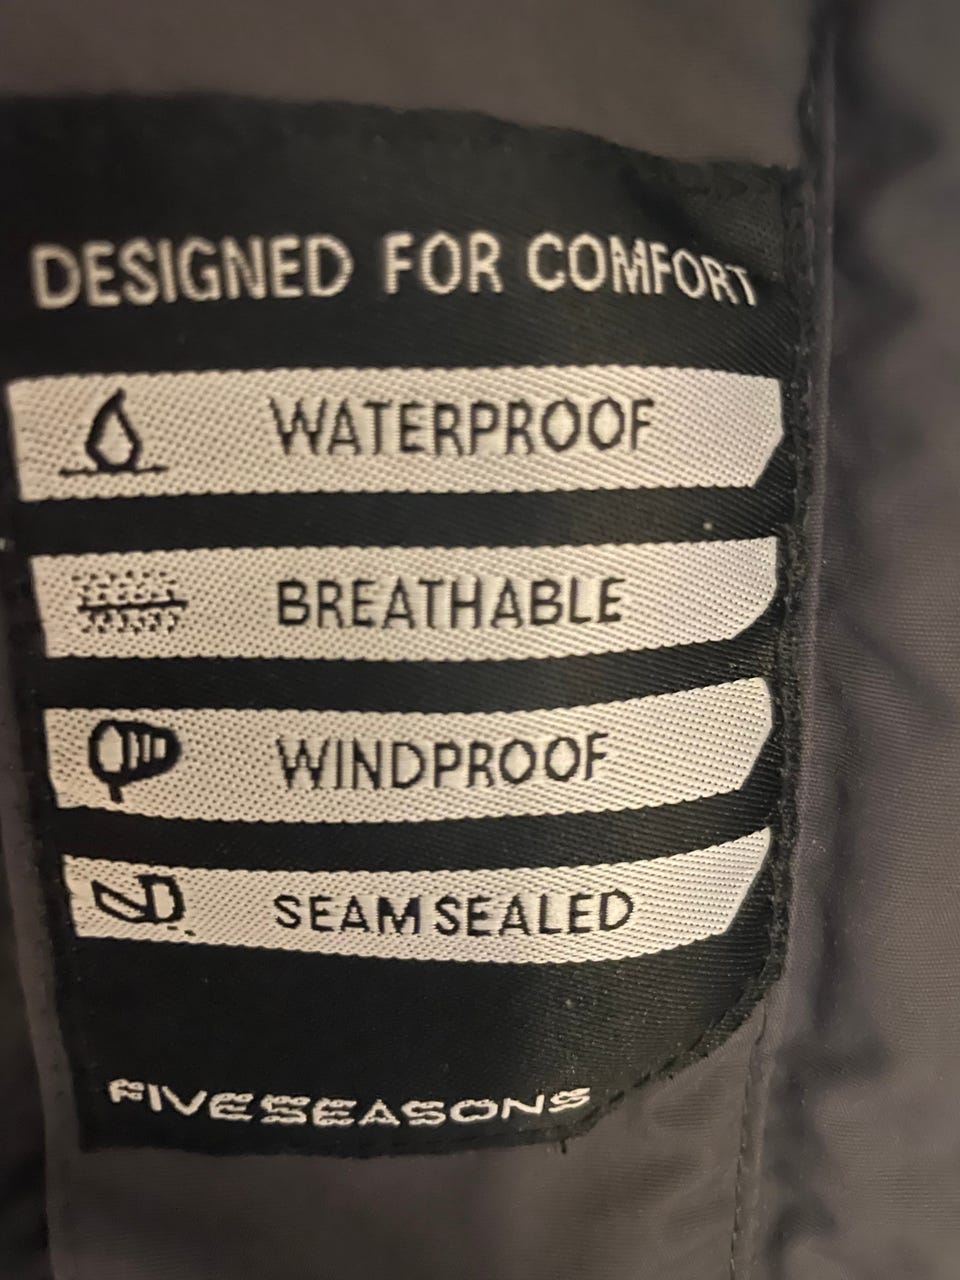 DESIGNED FOR COMFORT
WATERPROOF
BREATHABLE
WINDPROOF
SEAM SEALED
FIVESEASONS